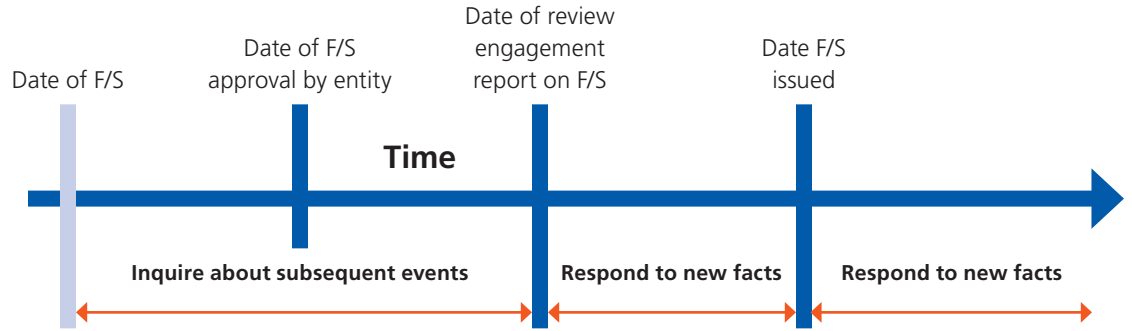 Date of F/S
Date of F/S
approval by entity
Date of review
engagement
report on F/S
Date F/S
issued
Time
Inquire about subsequent events
Respond to new facts
Respond to new facts